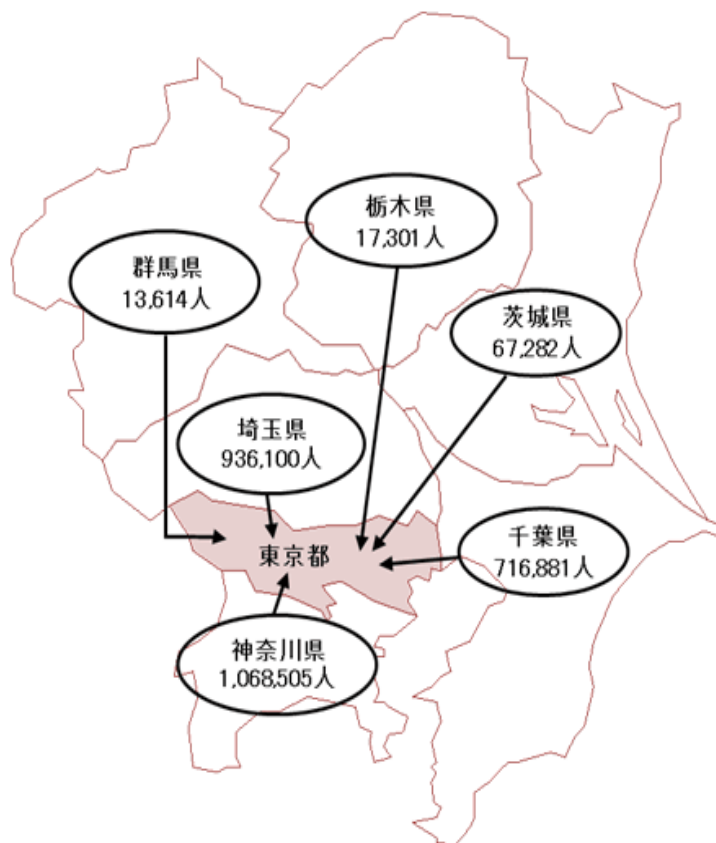 栃木県
17,301人
群馬県
13,614人
茨城県
67,282人
埼玉県
936,100人
東京都
千葉県
716,881人
神奈川県
1,068,505人